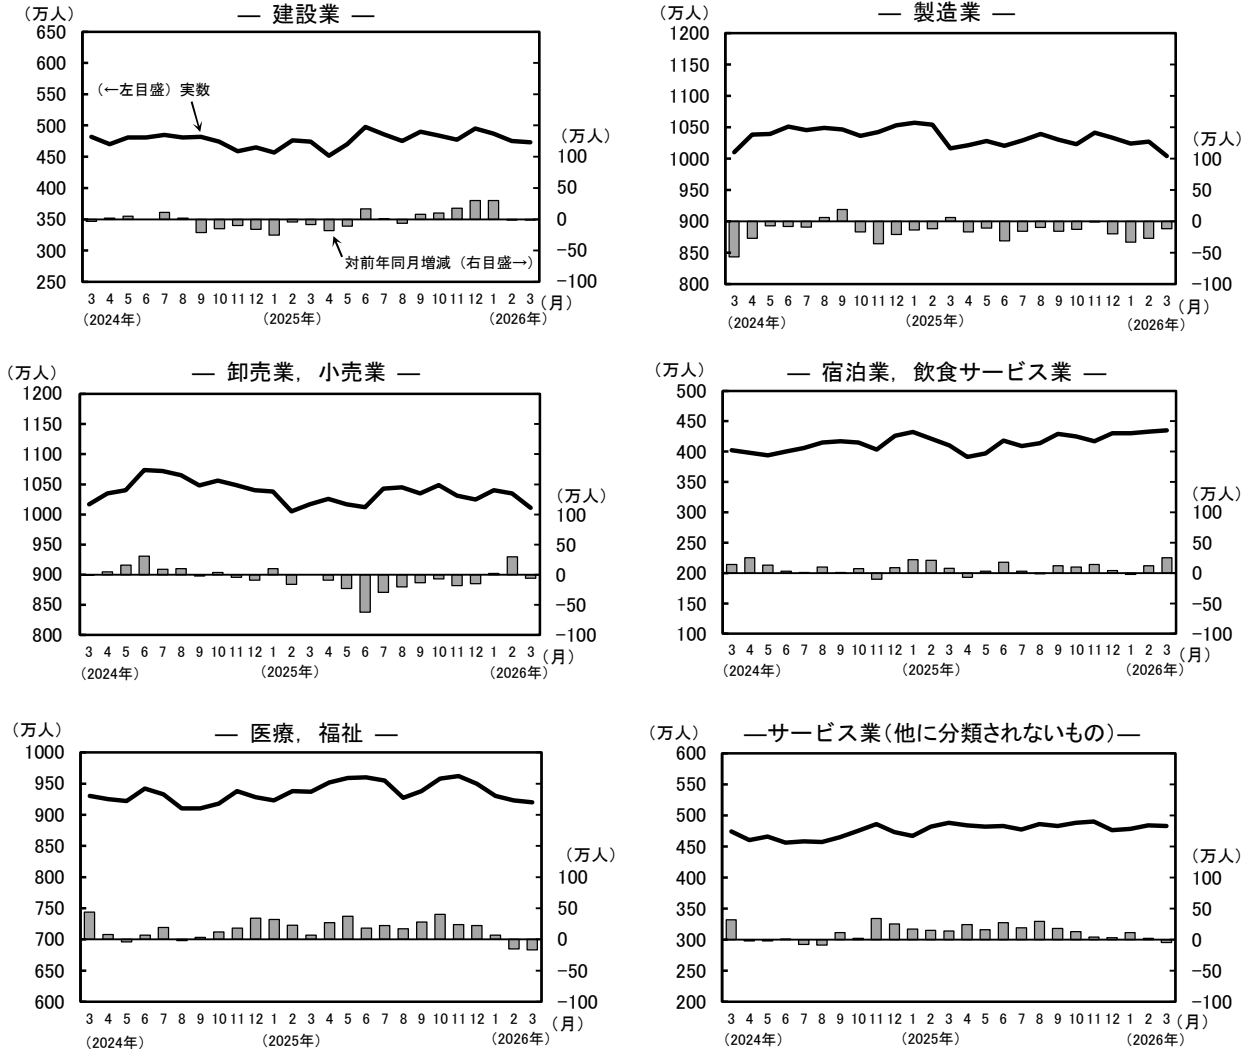 ― 建設業 ―
（万人）
650
600
550
500
450
400
350
300
250
（←左目盛）実数
対前年同月増減（右目盛→）
（万人）
100
50
0
−50
−100
3 4 5 6 7 8 9 10 11 12 1 2 3 4 5 6 7 8 9 10 11 12 1 2 3 （月）
（2024年） （2025年） （2026年）
― 製造業 ―
（万人）
1200
1150
1100
1050
1000
950
900
850
800
（万人）
100
50
0
−50
−100
3 4 5 6 7 8 9 10 11 12 1 2 3 4 5 6 7 8 9 10 11 12 1 2 3 （月）
（2024年） （2025年） （2026年）
― 卸売業，小売業 ―
（万人）
1200
1150
1100
1050
1000
950
900
850
800
（万人）
100
50
0
−50
−100
3 4 5 6 7 8 9 10 11 12 1 2 3 4 5 6 7 8 9 10 11 12 1 2 3 （月）
（2024年） （2025年） （2026年）
― 宿泊業，飲食サービス業 ―
（万人）
500
450
400
350
300
250
200
150
100
（万人）
100
50
0
−50
−100
3 4 5 6 7 8 9 10 11 12 1 2 3 4 5 6 7 8 9 10 11 12 1 2 3 （月）
（2024年） （2025年） （2026年）
― 医療，福祉 ―
（万人）
1000
950
900
850
800
750
700
650
600
（万人）
100
50
0
−50
−100
3 4 5 6 7 8 9 10 11 12 1 2 3 4 5 6 7 8 9 10 11 12 1 2 3 （月）
（2024年） （2025年） （2026年）
―サービス業（他に分類されないもの）―
（万人）
600
550
500
450
400
350
300
250
200
（万人）
100
50
0
−50
−100
3 4 5 6 7 8 9 10 11 12 1 2 3 4 5 6 7 8 9 10 11 12 1 2 3 （月）
（2024年） （2025年） （2026年）